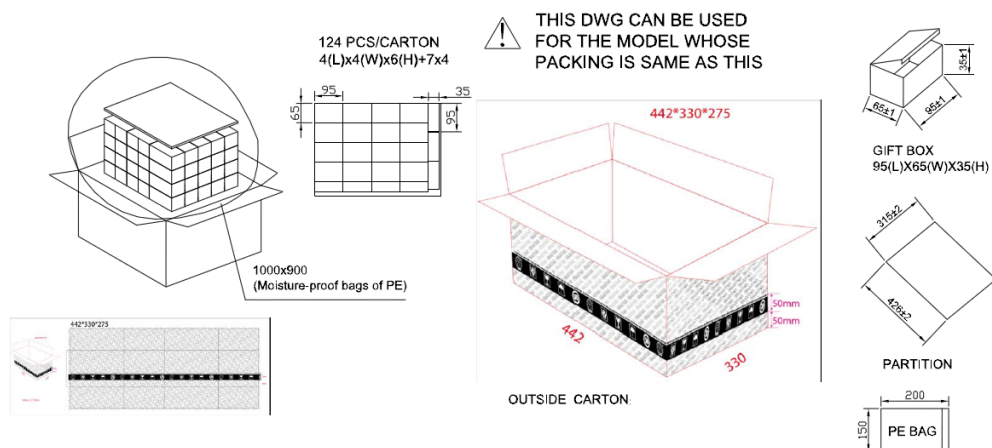 124 PCS/CARTON
4(L)x4(W)x6(H)+7x4
95
35
65
95
1000x900
(Moisture-proof bags of PE)
442*330*275
THIS DWG CAN BE USED
FOR THE MODEL WHOSE
PACKING IS SAME AS THIS
442*330*275
50mm
50mm
442
330
OUTSIDE CARTON
35±1
65±1
95±1
GIFT BOX
95(L)X65(W)X35(H)
315±2
426±2
PARTITION
200
150
PE BAG